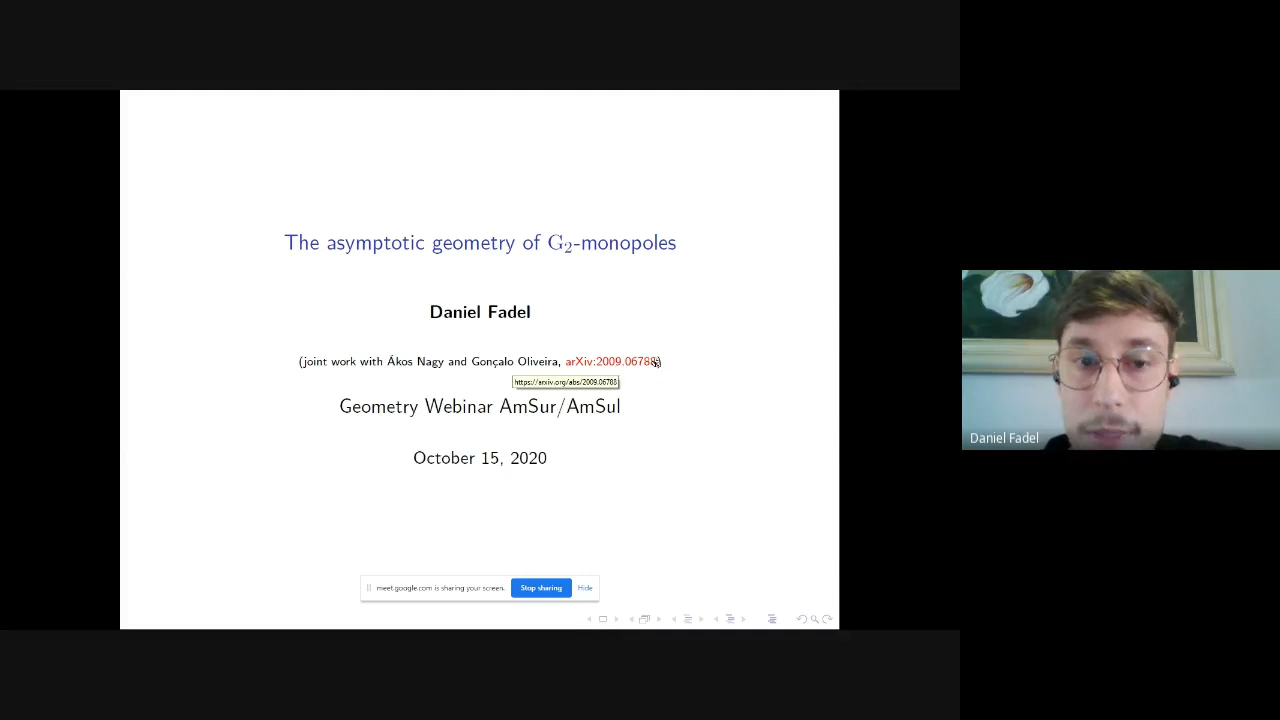 The asymptotic geometry of G₂-monopoles
Daniel Fadel
(joint work with Ákos Nagy and Gonçalo Oliveira, arXiv:2009.06788)
https://arxiv.org/abs/2009.06788
Geometry Webinar AmSur/AmSul
October 15, 2020
meet.google.com is sharing your screen. Stop sharing Hide
Daniel Fadel